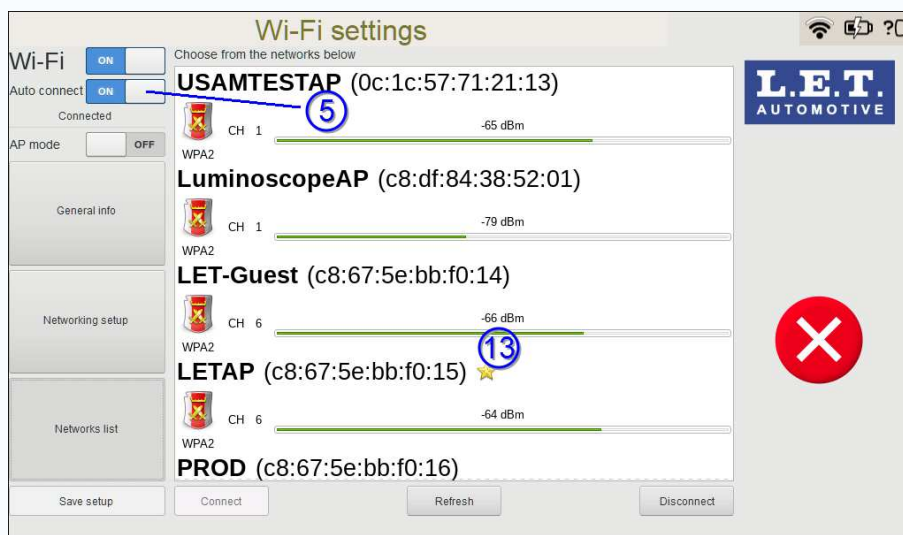 Wi-Fi settings
?
Wi-Fi ON
Choose from the networks below
Auto connect ON
Connected
AP mode OFF
General info
Networking setup
Networks list
Save setup
USAMTESTAP (0c:1c:57:71:21:13)
5
CH 1 -65 dBm
WPA2
LuminoscopeAP (c8:df:84:38:52:01)
CH 1 -79 dBm
WPA2
LET-Guest (c8:67:5e:bb:f0:14)
CH 6 -66 dBm
WPA2
13
LETAP (c8:67:5e:bb:f0:15)
CH 6 -64 dBm
WPA2
PROD (c8:67:5e:bb:f0:16)
Connect Refresh Disconnect
L.E.T.
AUTOMOTIVE